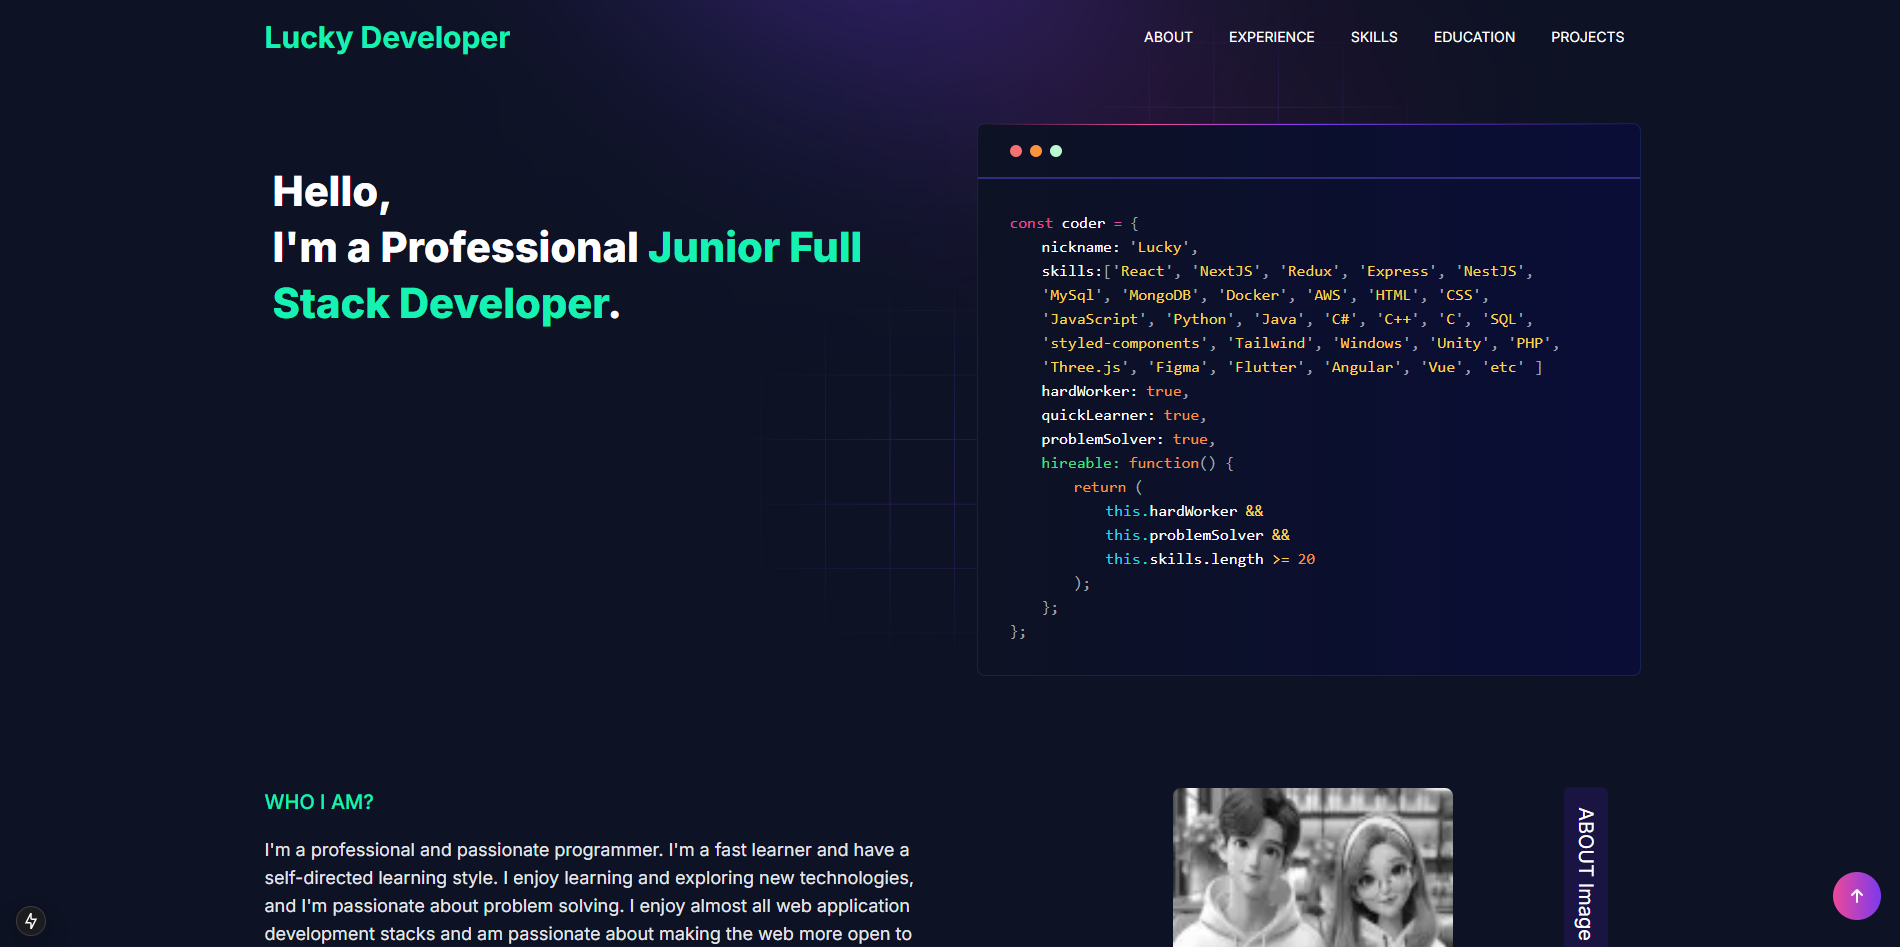 Lucky Developer
ABOUT EXPERIENCE SKILLS EDUCATION PROJECTS
Hello,
I'm a Professional Junior Full
Stack Developer.
const coder = {
nickname: 'Lucky',
skills:['React', 'NextJS', 'Redux', 'Express', 'NestJS',
'MySql', 'MongoDB', 'Docker', 'AWS', 'HTML', 'CSS',
'JavaScript', 'Python', 'Java', 'C#', 'C++', 'C', 'SQL',
'styled-components', 'Tailwind', 'Windows', 'Unity', 'PHP',
'Three.js', 'Figma', 'Flutter', 'Angular', 'Vue', 'etc' ]
hardWorker: true,
quickLearner: true,
problemSolver: true,
hireable: function() {
return (
this.hardWorker &&
this.problemSolver &&
this.skills.length >= 20
);
};
};
WHO I AM?
I'm a professional and passionate programmer. I'm a fast learner and have a
self-directed learning style. I enjoy learning and exploring new technologies,
and I'm passionate about problem solving. I enjoy almost all web application
development stacks and am passionate about making the web more open to
ABOUT Image